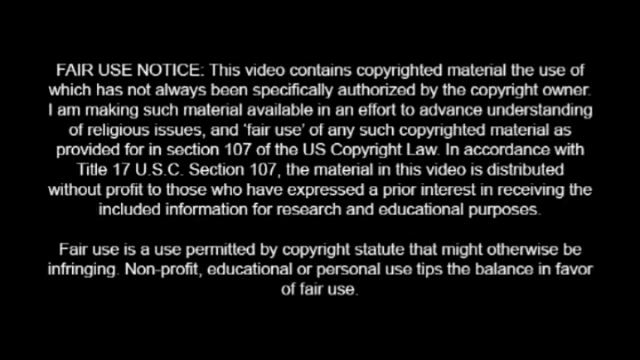 FAIR USE NOTICE: This video contains copyrighted material the use of
which has not always been specifically authorized by the copyright owner.
I am making such material available in an effort to advance understanding
of religious issues, and ‘fair use’ of any such copyrighted material as
provided for in section 107 of the US Copyright Law. In accordance with
Title 17 U.S.C. Section 107, the material in this video is distributed
without profit to those who have expressed a prior interest in receiving the
included information for research and educational purposes.
Fair use is a use permitted by copyright statute that might otherwise be
infringing. Non-profit, educational or personal use tips the balance in favor
of fair use.